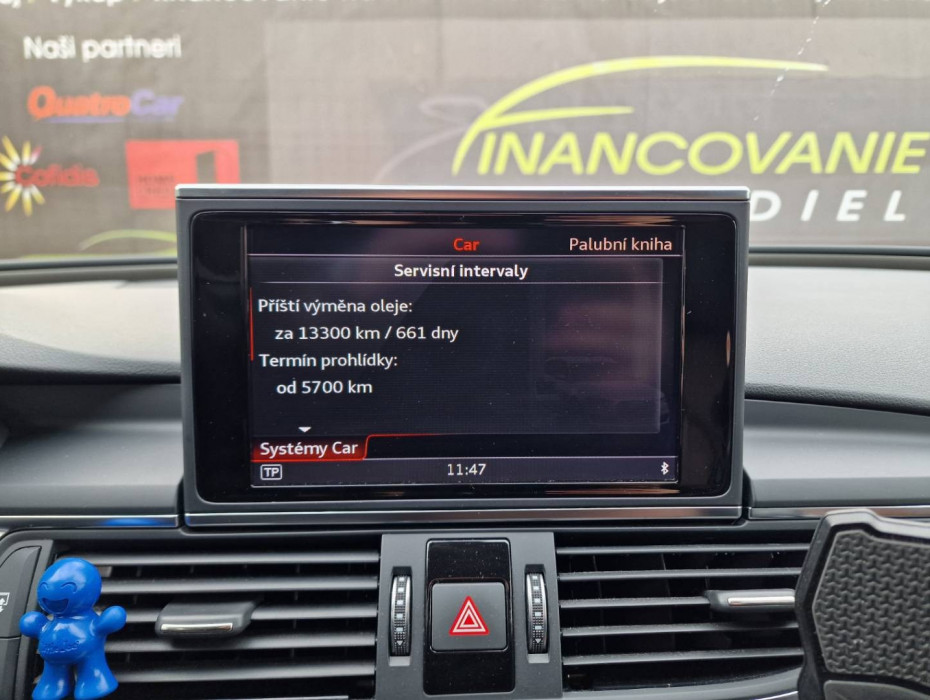 Naši partneri
QuatroCar
Cofidis
FINANCOVANIE
DIEL
Car
Palubní kniha
Servisní intervaly
Příští výměna oleje:
za 13300 km / 661 dny
Termín prohlídky:
od 5700 km
Systémy Car
TP
11:47